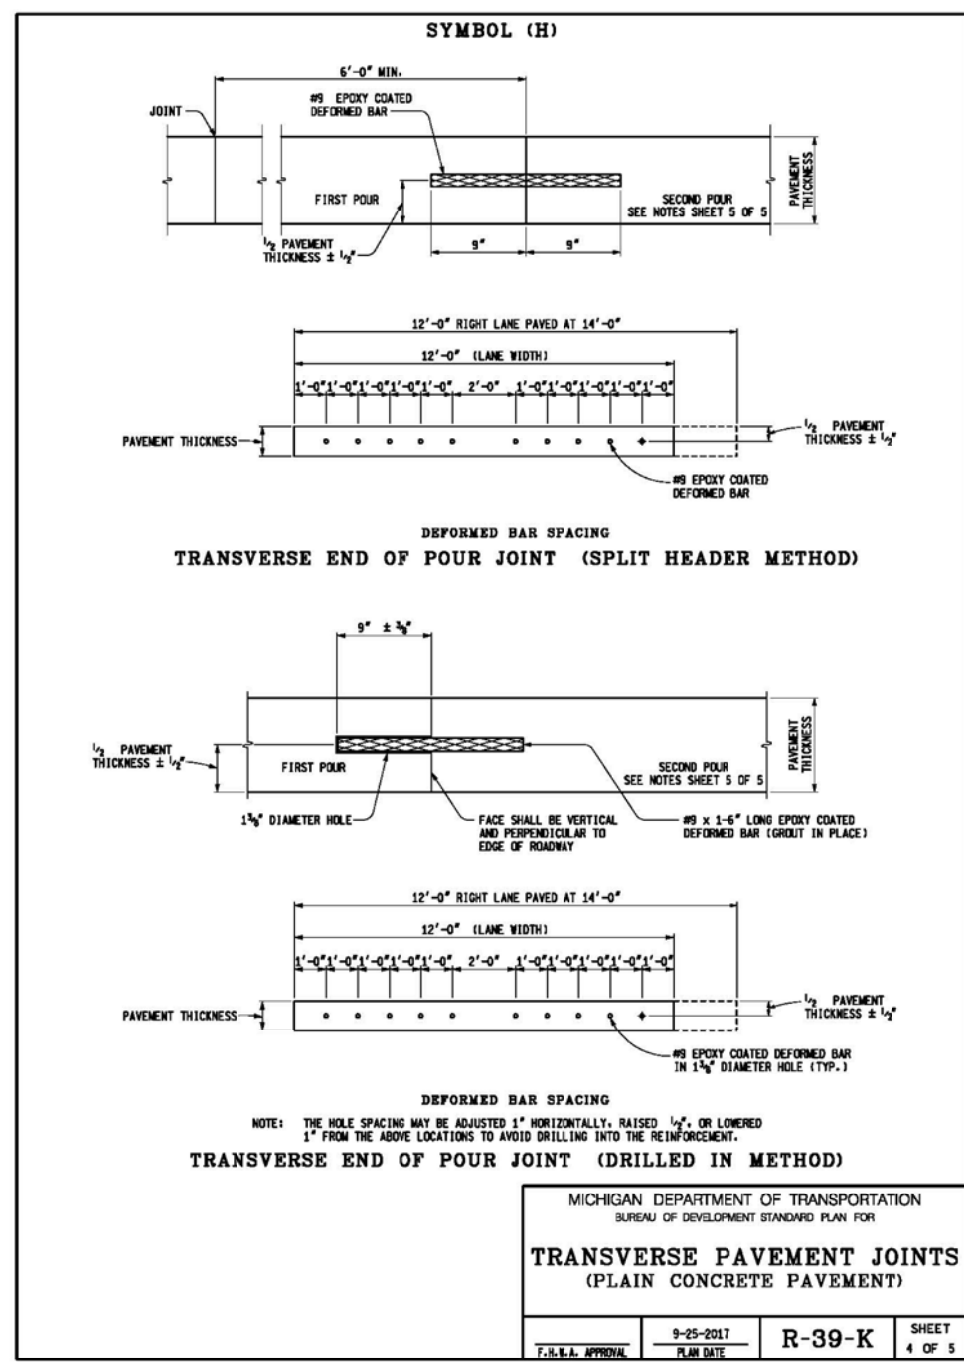 SYMBOL (H)
6'-0" MIN.
#9 EPOXY COATED
DEFORMED BAR
JOINT
FIRST POUR
SECOND POUR
SEE NOTES SHEET 5 OF 5
PAVEMENT
THICKNESS
1/2 PAVEMENT
THICKNESS ± 1/2"
9" 9"
12'-0" RIGHT LANE PAVED AT 14'-0"
12'-0" (LANE WIDTH)
1'-0" 1'-0" 1'-0" 1'-0" 1'-0" 2'-0" 1'-0" 1'-0" 1'-0" 1'-0" 1'-0"
PAVEMENT THICKNESS
1/2 PAVEMENT
THICKNESS ± 1/2"
#9 EPOXY COATED
DEFORMED BAR
DEFORMED BAR SPACING
TRANSVERSE END OF POUR JOINT (SPLIT HEADER METHOD)
9" ± 3/8"
1/2 PAVEMENT
THICKNESS ± 1/2"
FIRST POUR
SECOND POUR
SEE NOTES SHEET 5 OF 5
PAVEMENT
THICKNESS
1 3/8" DIAMETER HOLE
FACE SHALL BE VERTICAL
AND PERPENDICULAR TO
EDGE OF ROADWAY
#9 x 1-6" LONG EPOXY COATED
DEFORMED BAR (GROUT IN PLACE)
12'-0" RIGHT LANE PAVED AT 14'-0"
12'-0" (LANE WIDTH)
1'-0" 1'-0" 1'-0" 1'-0" 1'-0" 2'-0" 1'-0" 1'-0" 1'-0" 1'-0" 1'-0"
PAVEMENT THICKNESS
1/2 PAVEMENT
THICKNESS ± 1/2"
#9 EPOXY COATED DEFORMED BAR
IN 1 3/8" DIAMETER HOLE (TYP.)
DEFORMED BAR SPACING
NOTE: THE HOLE SPACING MAY BE ADJUSTED 1" HORIZONTALLY, RAISED 1/2", OR LOWERED
1" FROM THE ABOVE LOCATIONS TO AVOID DRILLING INTO THE REINFORCEMENT.
TRANSVERSE END OF POUR JOINT (DRILLED IN METHOD)
MICHIGAN DEPARTMENT OF TRANSPORTATION
BUREAU OF DEVELOPMENT STANDARD PLAN FOR
TRANSVERSE PAVEMENT JOINTS
(PLAIN CONCRETE PAVEMENT)
F.H.W.A. APPROVAL
9-25-2017
PLAN DATE
R-39-K
SHEET
4 OF 5